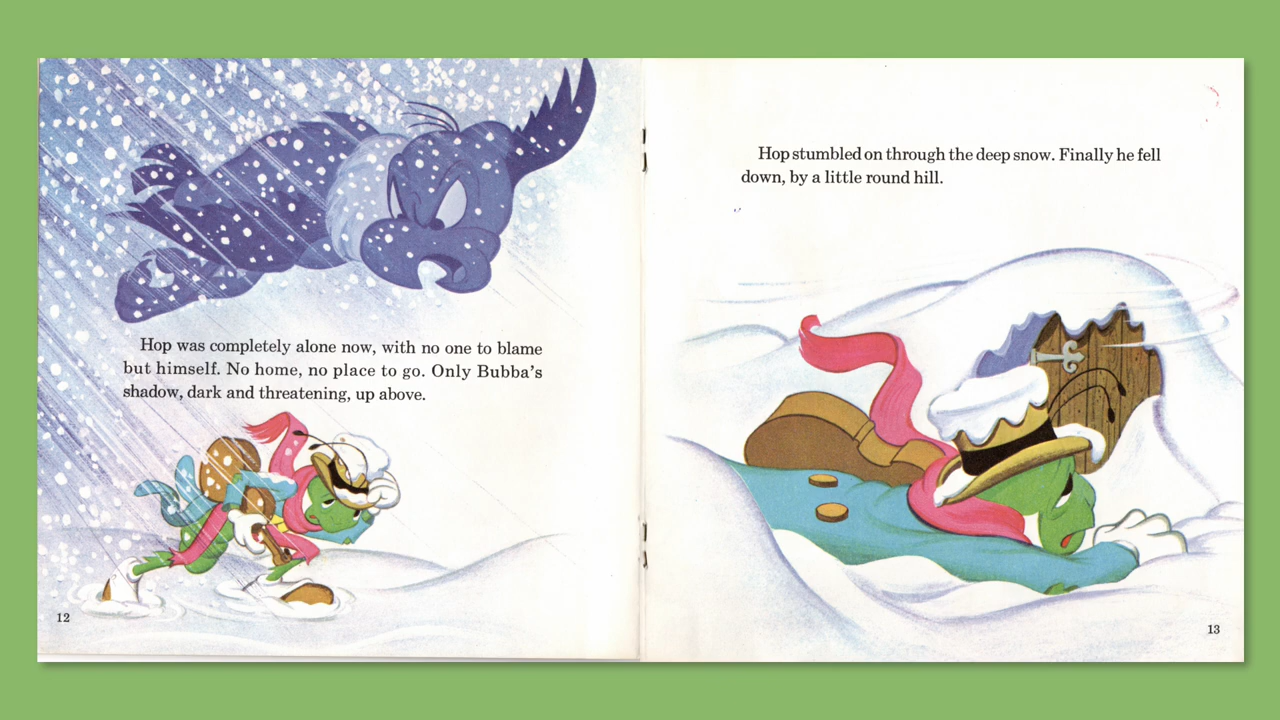 Hop was completely alone now, with no one to blame
but himself. No home, no place to go. Only Bubba's
shadow, dark and threatening, up above.
12
Hop stumbled on through the deep snow. Finally he fell
down, by a little round hill.
13